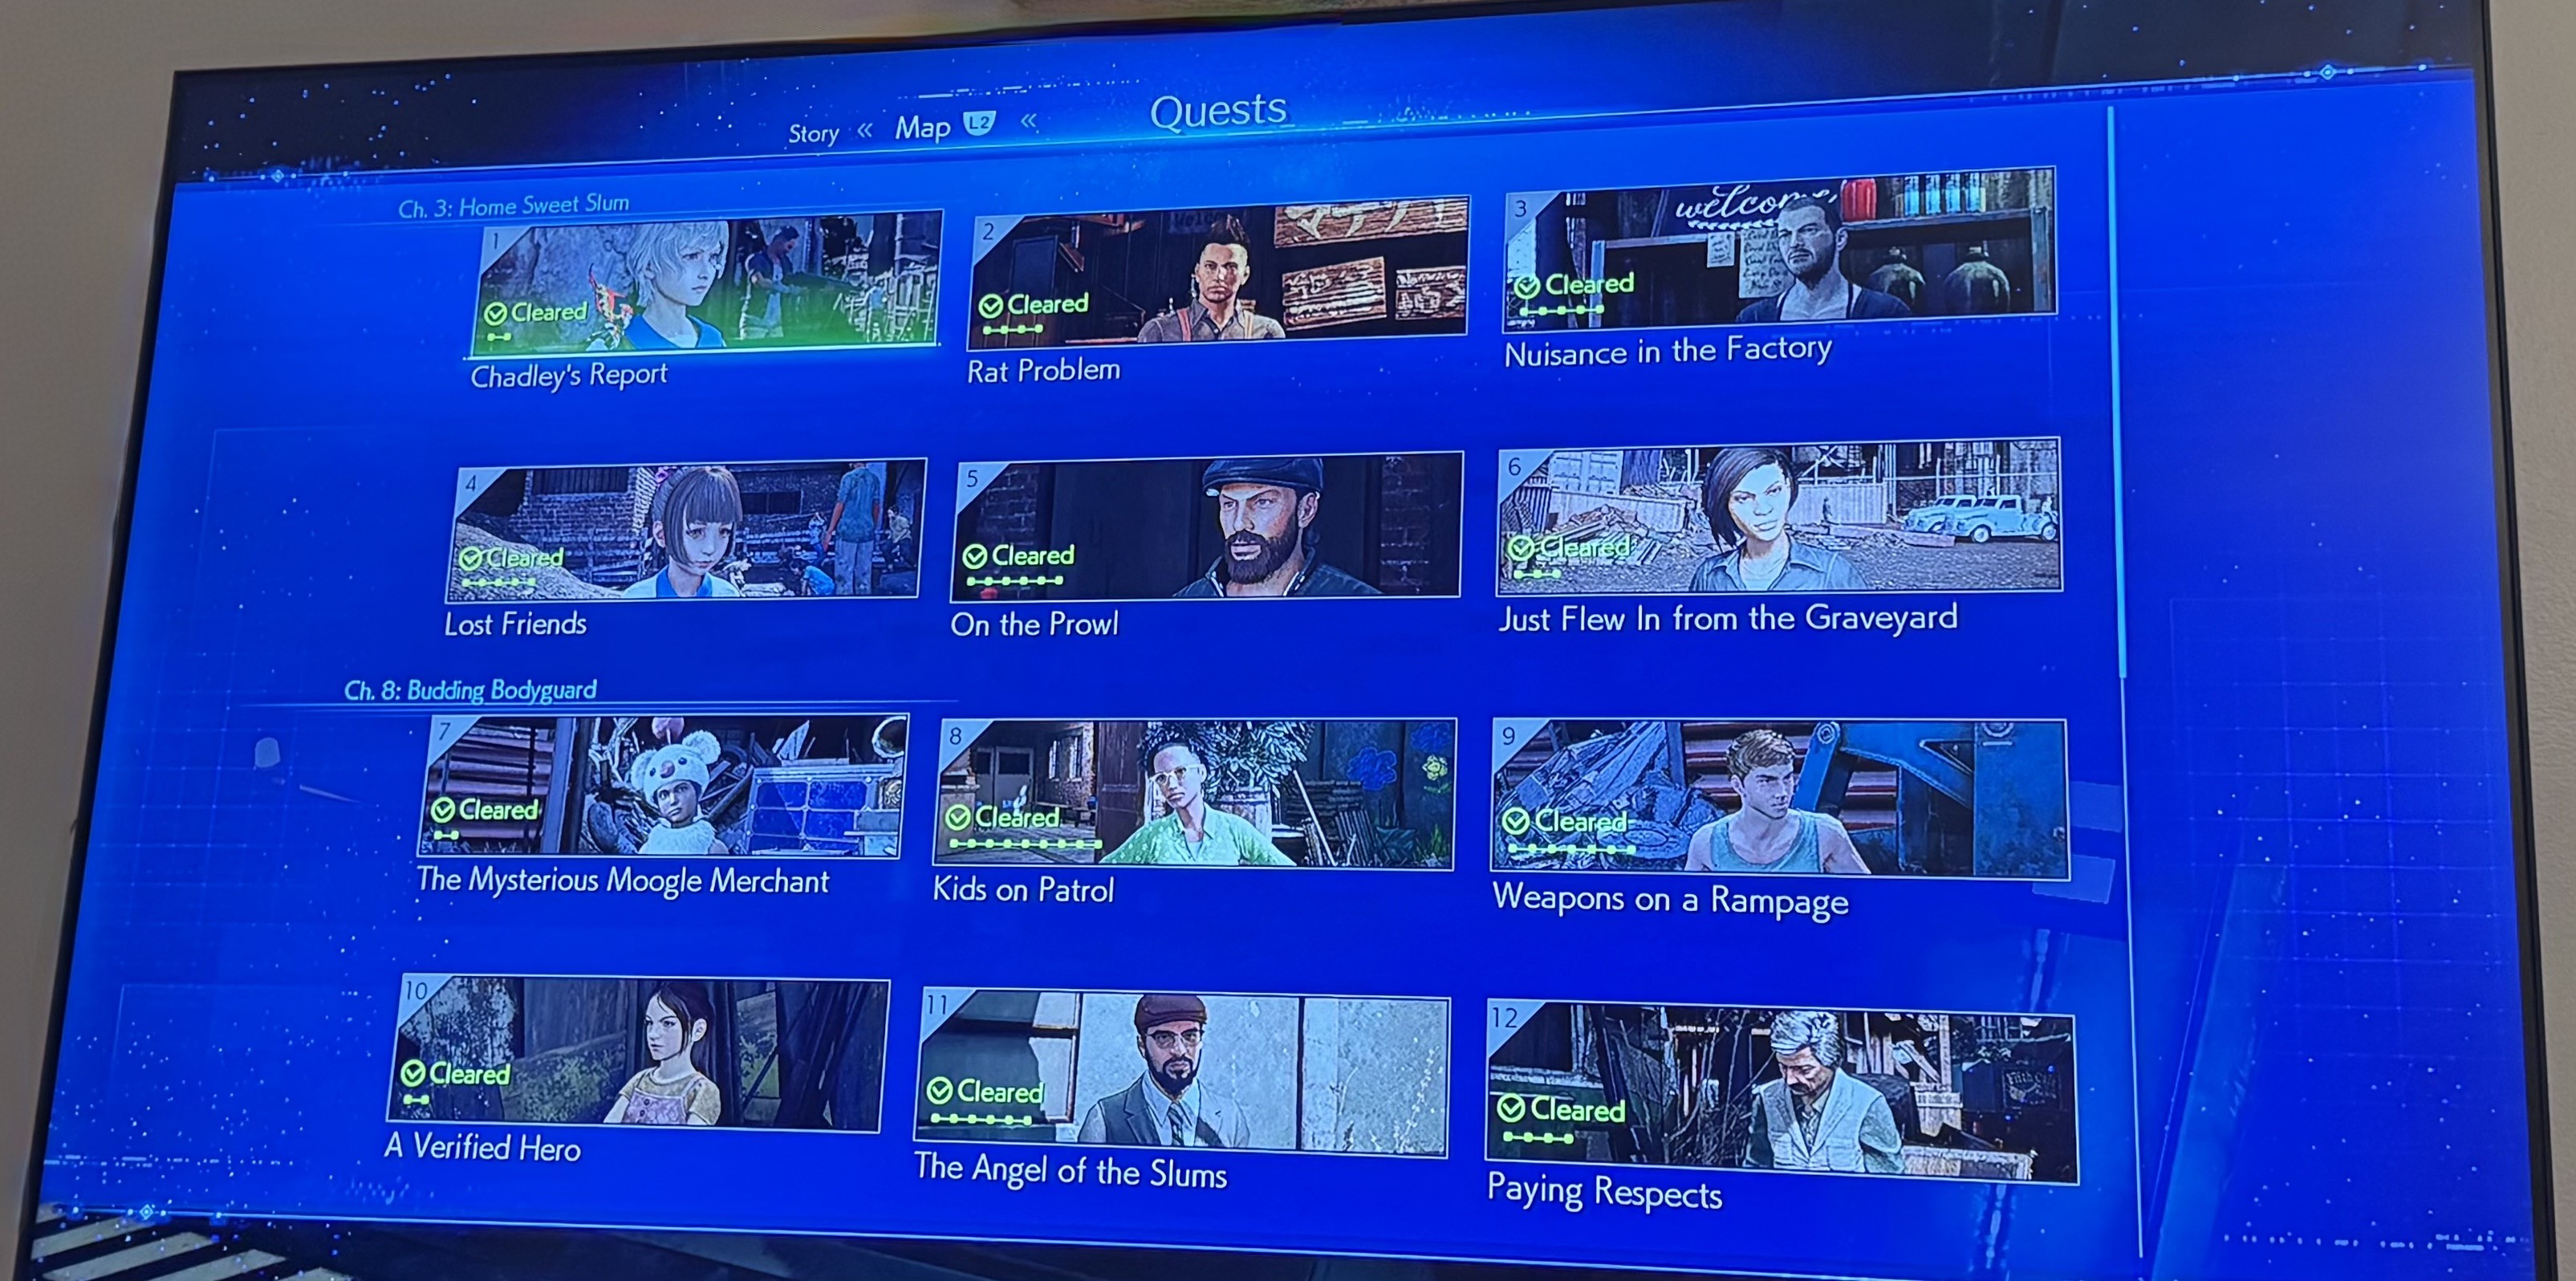 Story « Map L2 « Quests
Ch. 3: Home Sweet Slum
1
Cleared
Chadley's Report
2
マテリ
Cleared
Rat Problem
3
welcome
Cleared
Nuisance in the Factory
4
Cleared
Lost Friends
5
Cleared
On the Prowl
6
Cleared
Just Flew In from the Graveyard
Ch. 8: Budding Bodyguard
7
Cleared
The Mysterious Moogle Merchant
8
Cleared
Kids on Patrol
9
Cleared
Weapons on a Rampage
10
Cleared
A Verified Hero
11
Cleared
The Angel of the Slums
12
Cleared
Paying Respects